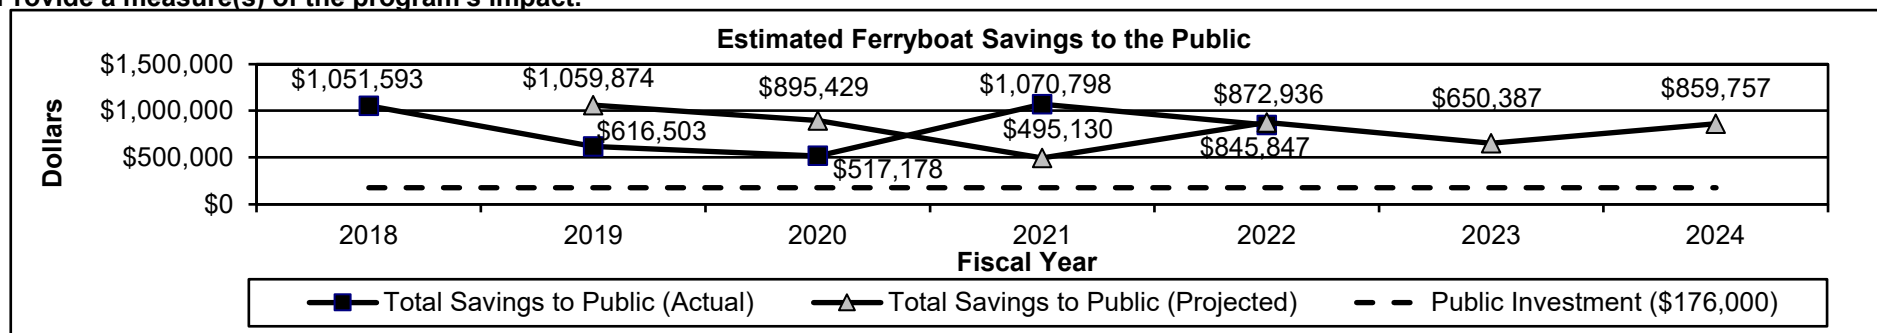 Provide a measure(s) of the program's impact.
Estimated Ferryboat Savings to the Public
$1,500,000
$1,000,000
$500,000
$0
Dollars
$1,051,593
$1,059,874
$895,429
$1,070,798
$872,936
$650,387
$859,757
$616,503
$517,178
$495,130
$845,847
2018 2019 2020 2021 2022 2023 2024
Fiscal Year
Total Savings to Public (Actual) Total Savings to Public (Projected) Public Investment ($176,000)